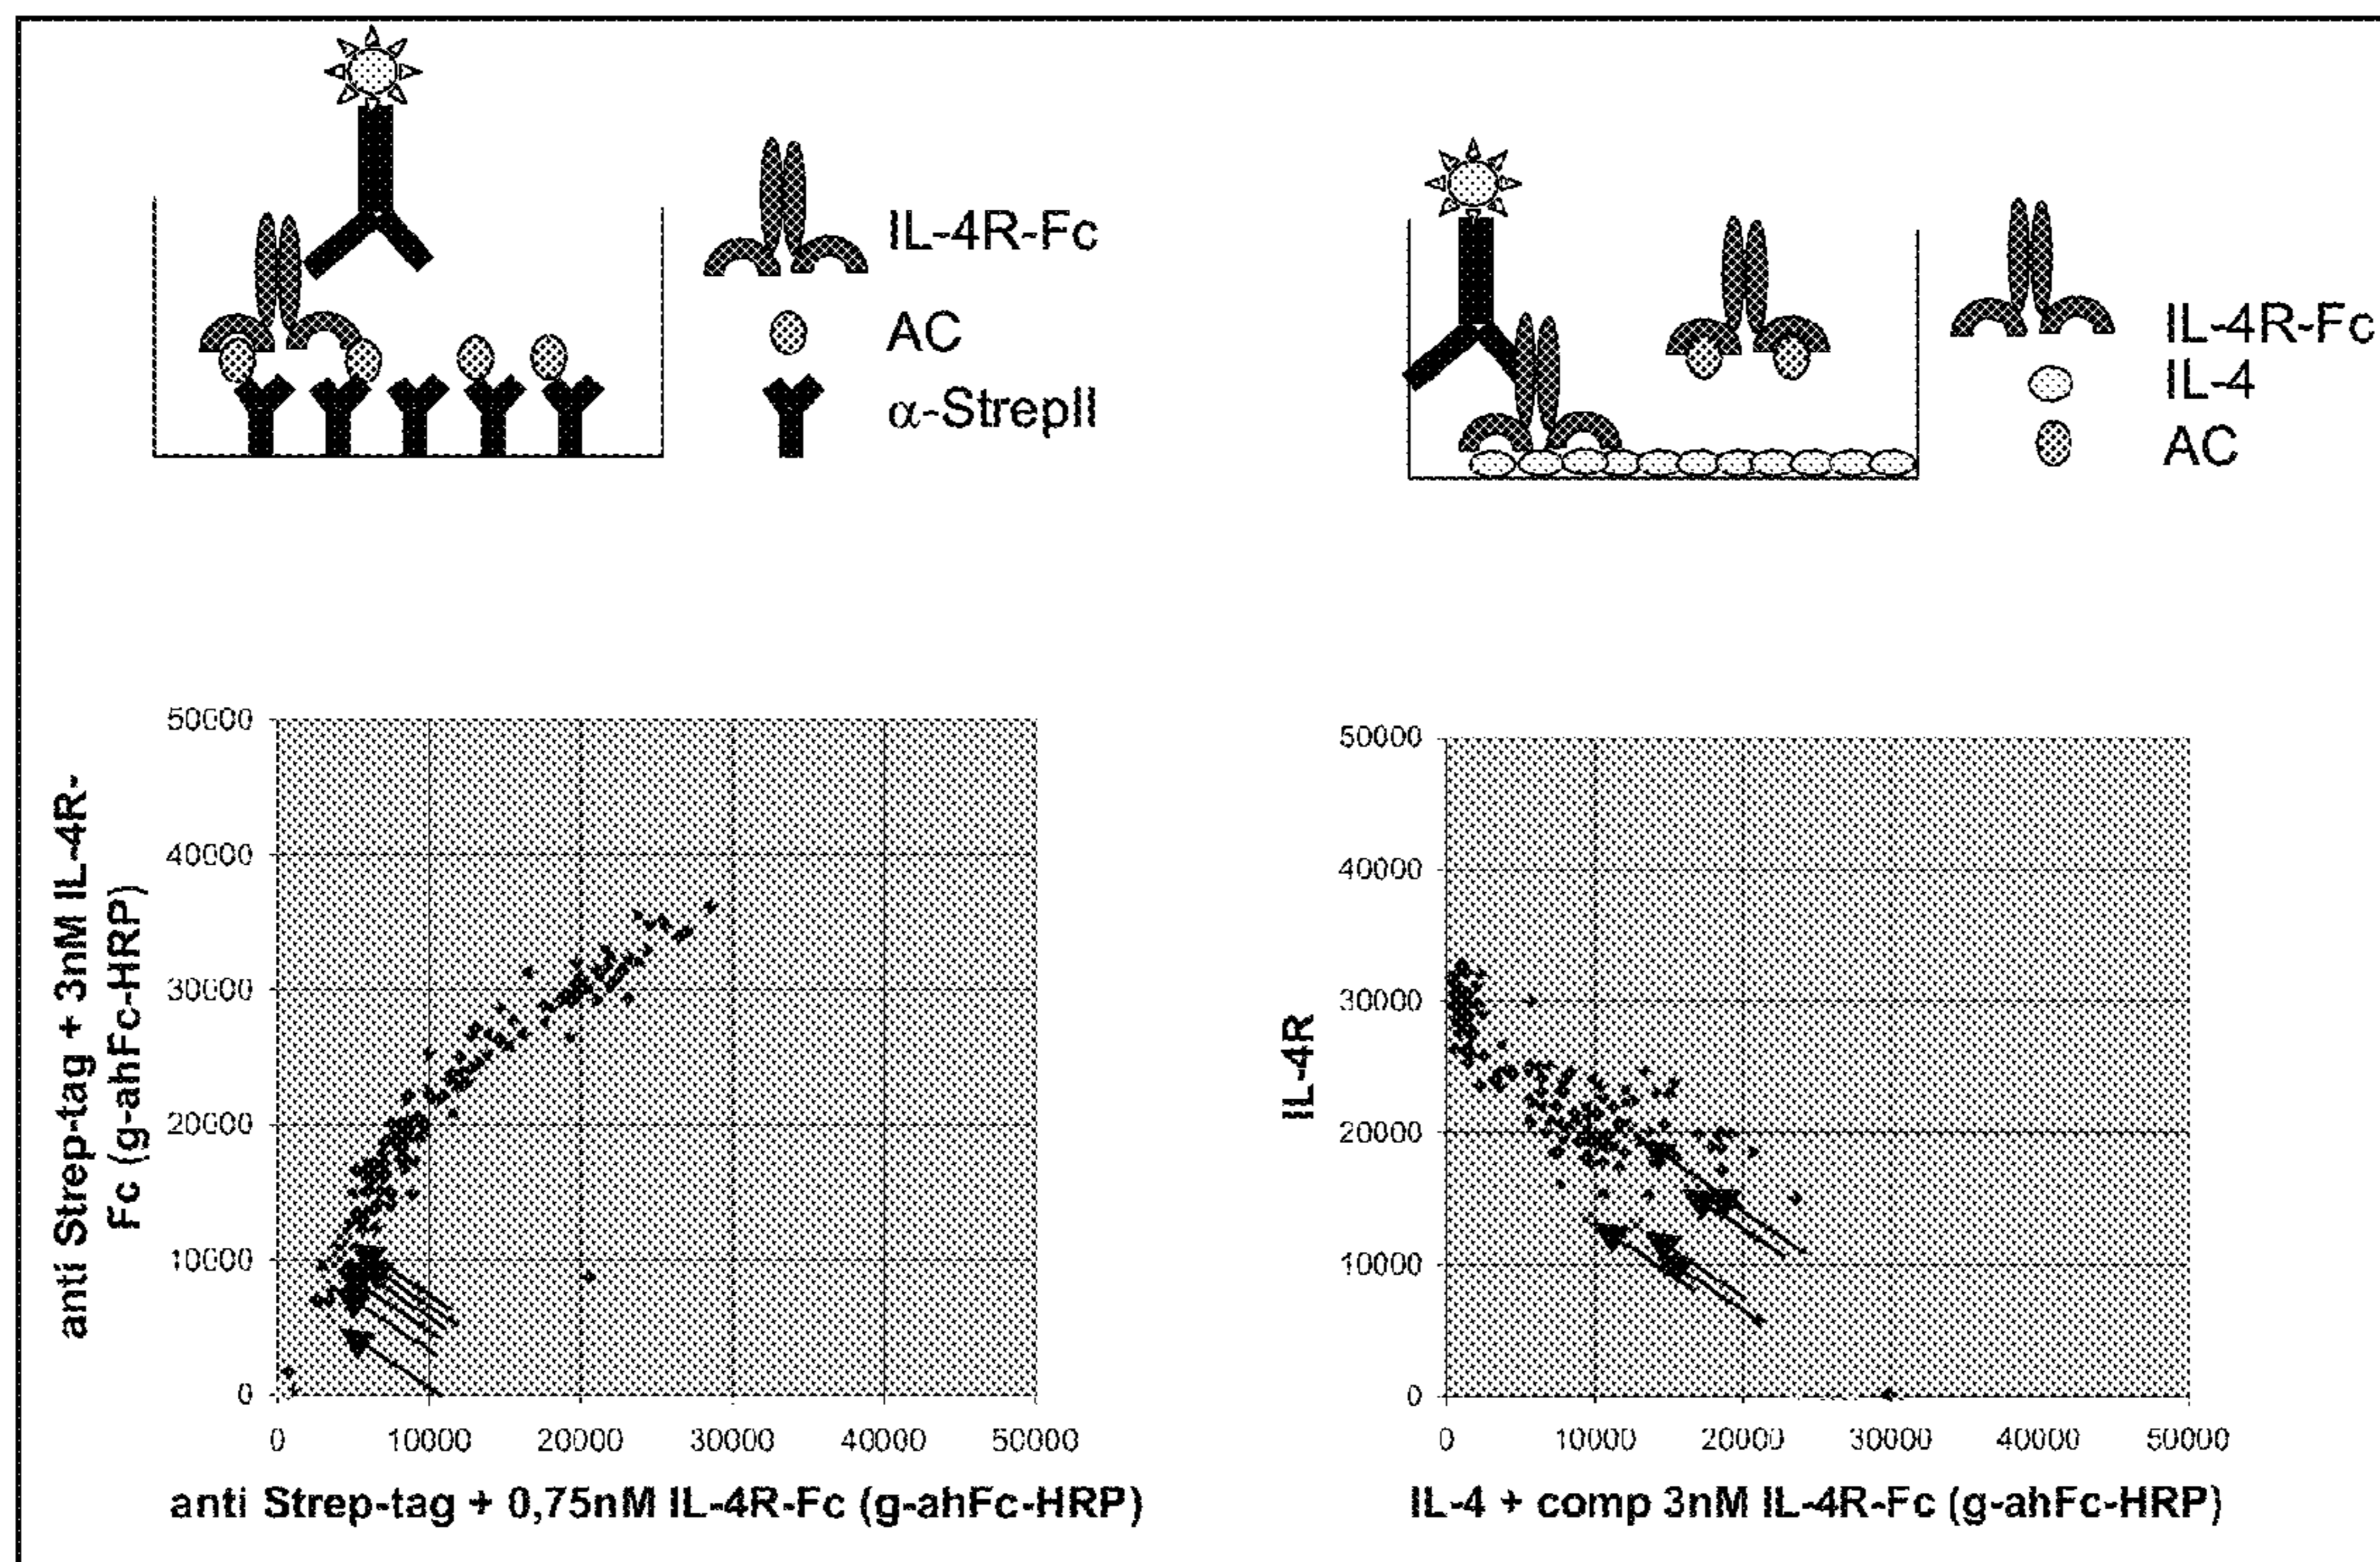 IL-4R-Fc
AC
α-StrepII
IL-4R-Fc
IL-4
AC
anti Strep-tag + 3nM IL-4R-
Fc (g-ahFc-HRP)
50000
40000
30000
20000
10000
0
0 10000 20000 30000 40000 50000
anti Strep-tag + 0,75nM IL-4R-Fc (g-ahFc-HRP)
IL-4R
50000
40000
30000
20000
10000
0
0 10000 20000 30000 40000 50000
IL-4 + comp 3nM IL-4R-Fc (g-ahFc-HRP)